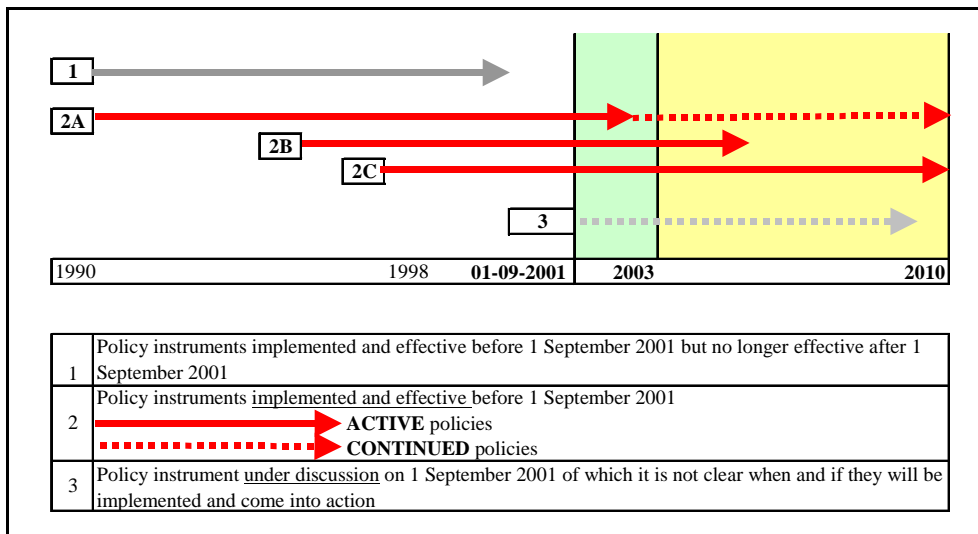 1
2A
2B
2C
3
1990 1998 01-09-2001 2003 2010
1 Policy instruments implemented and effective before 1 September 2001 but no longer effective after 1
September 2001
2 Policy instruments implemented and effective before 1 September 2001
ACTIVE policies
CONTINUED policies
3 Policy instrument under discussion on 1 September 2001 of which it is not clear when and if they will be
implemented and come into action